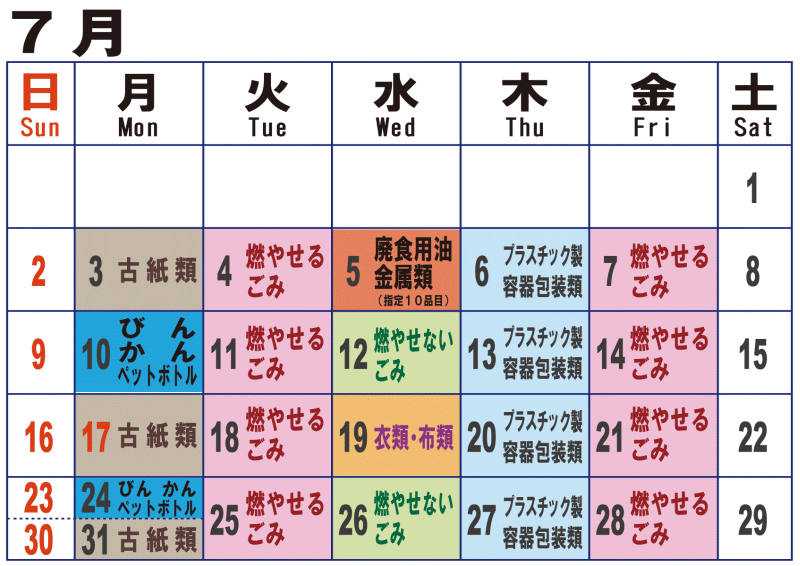 7月
日 月 火 水 木 金 土
Sun Mon Tue Wed Thu Fri Sat
1
2
3 古紙類
4 燃やせる
ごみ
5 廃食用油
金属類
(指定10品目)
6 プラスチック製
容器包装類
7 燃やせる
ごみ
8
9
10 びん
かん
ペットボトル
11 燃やせる
ごみ
12 燃やせない
ごみ
13 プラスチック製
容器包装類
14 燃やせる
ごみ
15
16
17 古紙類
18 燃やせる
ごみ
19 衣類・布類
20 プラスチック製
容器包装類
21 燃やせる
ごみ
22
23
30
24 びん かん
ペットボトル
31 古紙類
25 燃やせる
ごみ
26 燃やせない
ごみ
27 プラスチック製
容器包装類
28 燃やせる
ごみ
29